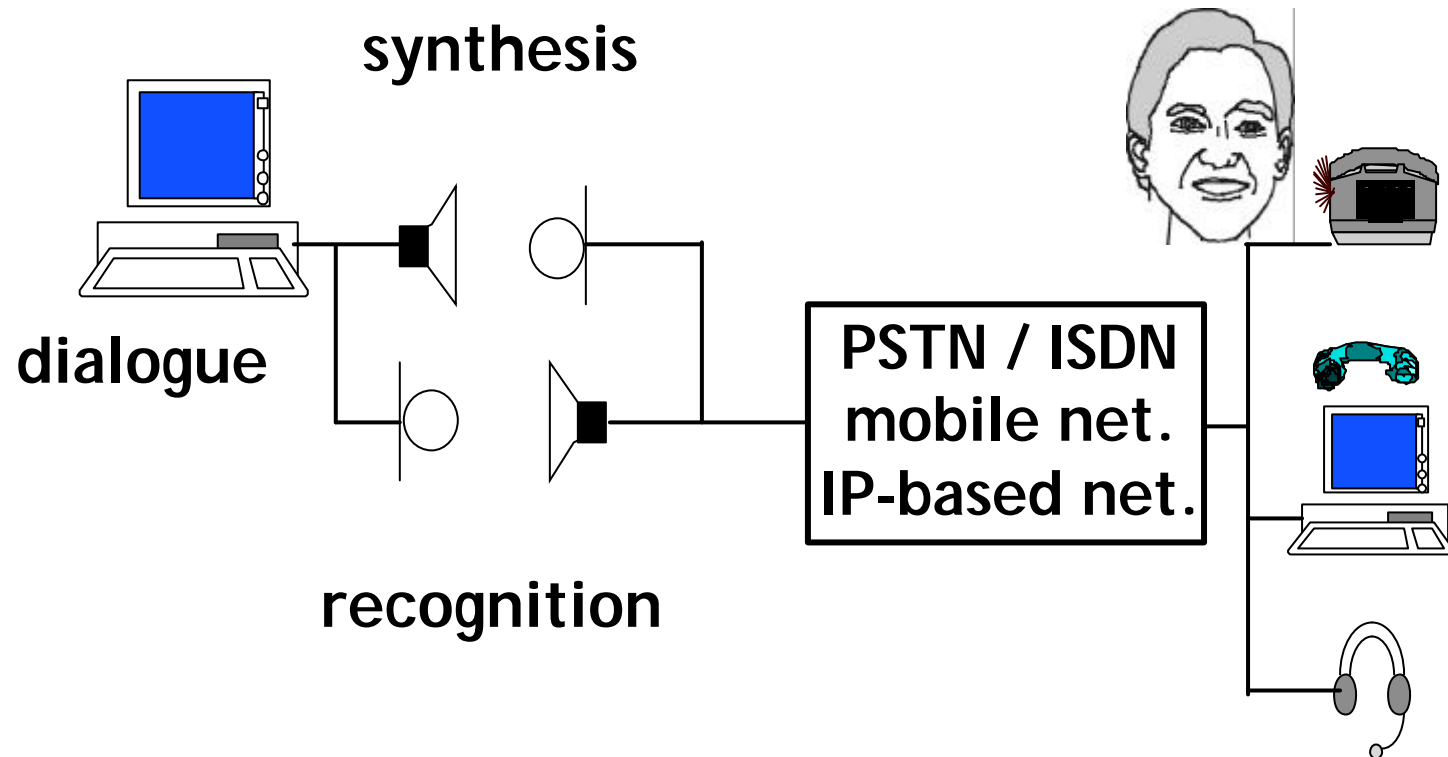 synthesis
dialogue
PSTN / ISDN
mobile net.
IP-based net.
recognition